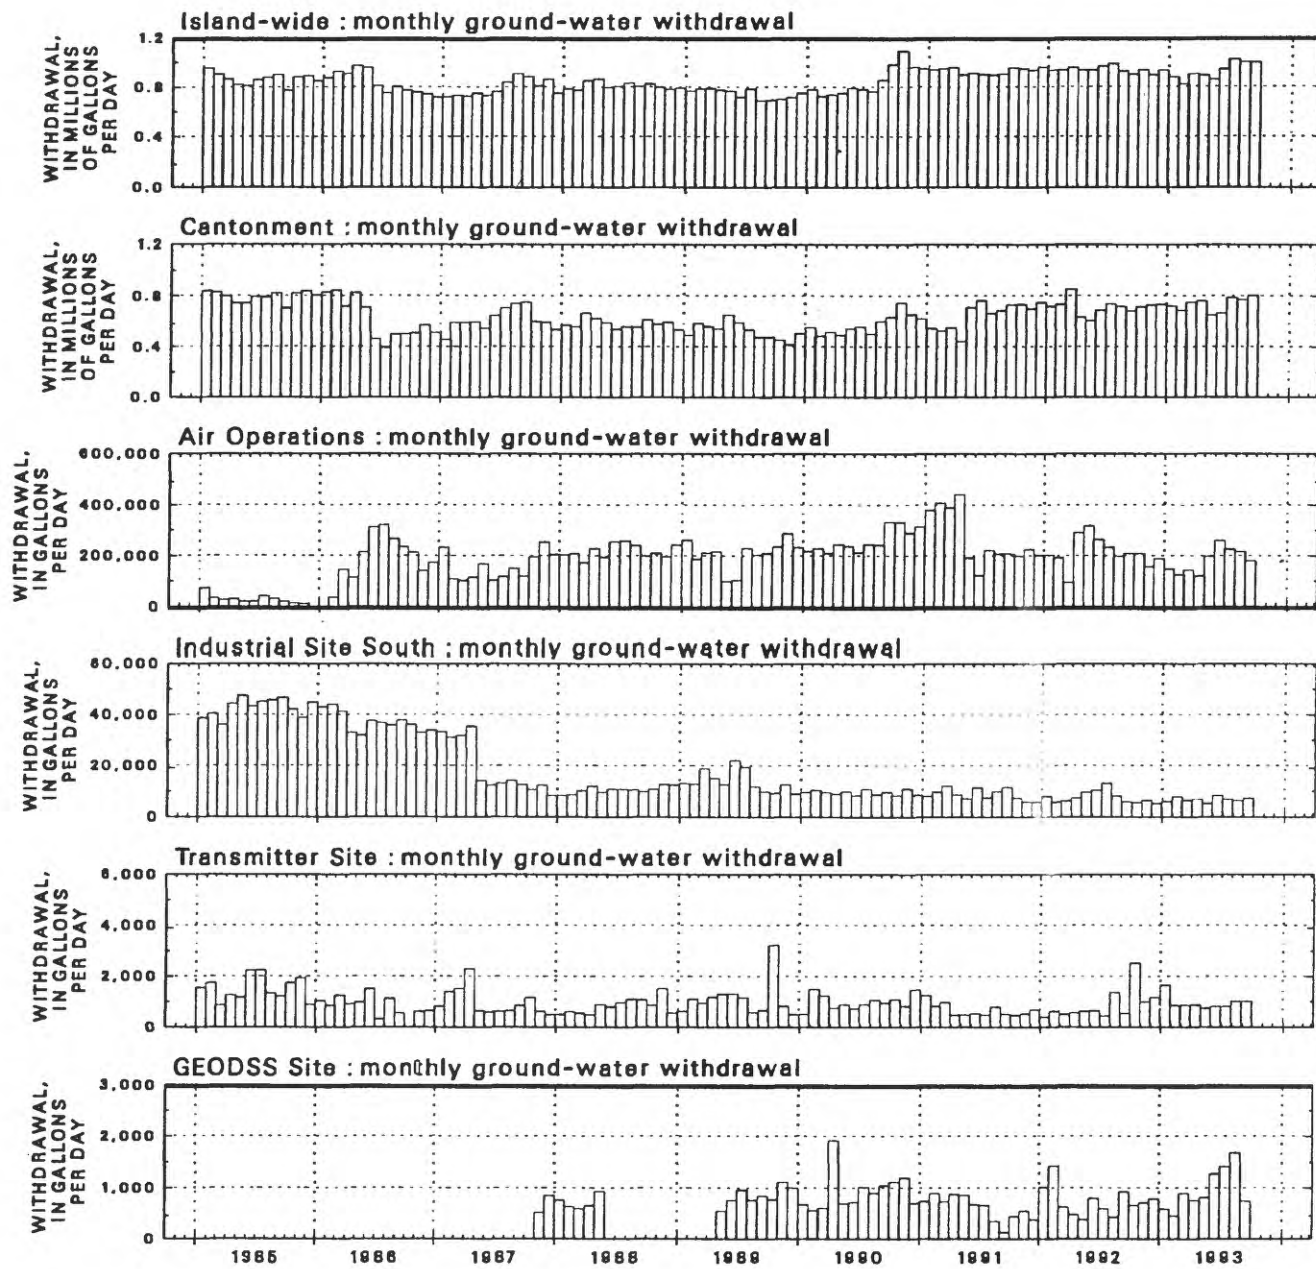 Island-wide : monthly ground-water withdrawal
WITHDRAWAL,
IN MILLIONS
OF GALLONS
PER DAY
1.2
0.8
0.4
0.0
Cantonment : monthly ground-water withdrawal
WITHDRAWAL,
IN MILLIONS
OF GALLONS
PER DAY
1.2
0.8
0.4
0.0
Air Operations : monthly ground-water withdrawal
WITHDRAWAL,
IN GALLONS
PER DAY
600,000
400,000
200,000
0
Industrial Site South : monthly ground-water withdrawal
WITHDRAWAL,
IN GALLONS
PER DAY
60,000
40,000
20,000
0
Transmitter Site : monthly ground-water withdrawal
WITHDRAWAL,
IN GALLONS
PER DAY
6,000
4,000
2,000
0
GEODSS Site : monthly ground-water withdrawal
WITHDRAWAL,
IN GALLONS
PER DAY
3,000
2,000
1,000
0
1985 1986 1987 1988 1989 1990 1991 1992 1993